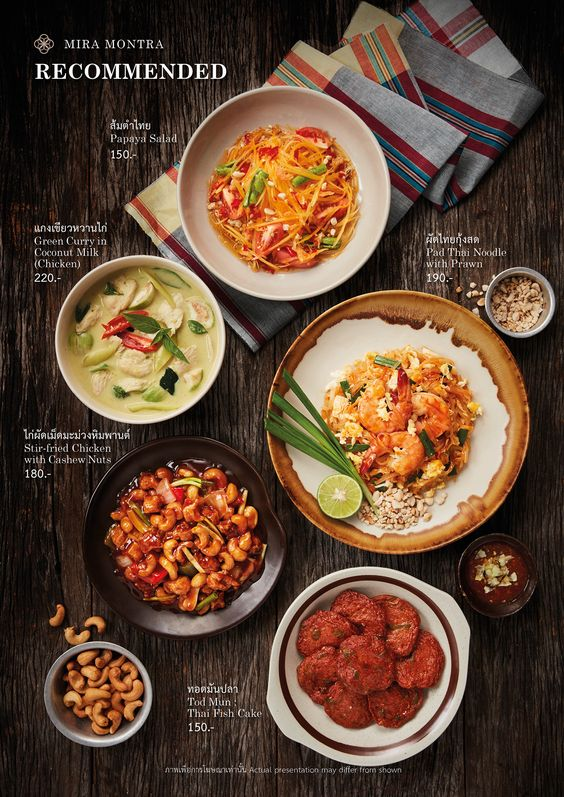 MIRA MONTRA
RECOMMENDED
ส้มตำไทย
Papaya Salad
150.-
แกงเขียวหวานไก่
Green Curry in
Coconut Milk
(Chicken)
220.-
ผัดไทยกุ้งสด
Pad Thai Noodle
with Prawn
190.-
ไก่ผัดเม็ดมะม่วงหิมพานต์
Stir-fried Chicken
with Cashew Nuts
180.-
ทอดมันปลา
Tod Mun ;
Thai Fish Cake
150.-
ภาพเพื่อการโฆษณาเท่านั้น Actual presentation may differ from shown